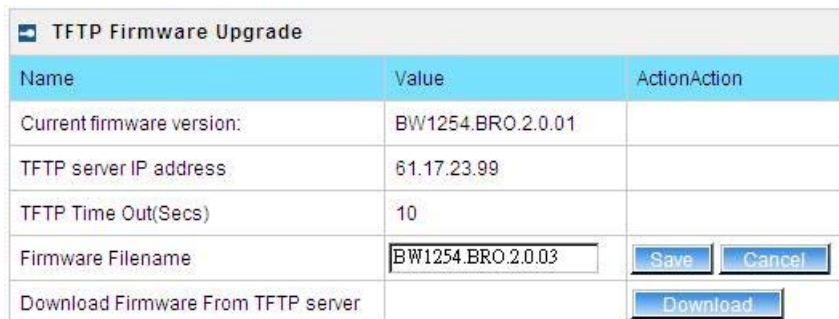 TFTP Firmware Upgrade
Name Value ActionAction
Current firmware version: BW1254.BRO.2.0.01
TFTP server IP address 61.17.23.99
TFTP Time Out(Secs) 10
Firmware Filename BW1254.BRO.2.0.03 Save Cancel
Download Firmware From TFTP server Download